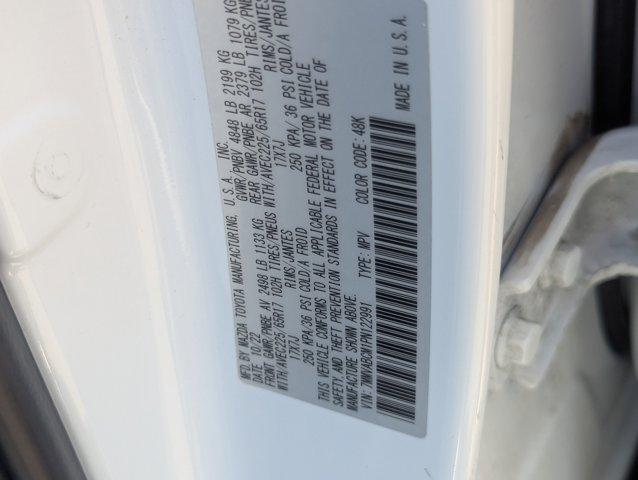 MFD. BY MAZDA TOYOTA MANUFACTURING, U.S.A., INC.
DATE 10/22 GVWR/PNBV 4848 LB 2199 KG
FRONT GAWR/PNBE AV 2498 LB 1133 KG REAR GAWR/PNBE AR 2379 LB 1079 KG
WITH/AVEC225/65R17 102H TIRES/PNEUS WITH/AVEC225/65R17 102H TIRES/PNEU
17X7J RIMS/JANTES 17X7J RIMS/JANTES
250 KPA/36 PSI COLD/A FROID 250 KPA/ 36 PSI COLD/A FROID
THIS VEHICLE CONFORMS TO ALL APPLICABLE FEDERAL MOTOR VEHICLE
SAFETY, AND THEFT PREVENTION STANDARDS IN EFFECT ON THE DATE OF
MANUFACTURE SHOWN ABOVE.
VIN: 7MMVABCM1PN122991 TYPE: MPV COLOR CODE: 48K
MADE IN U.S.A.